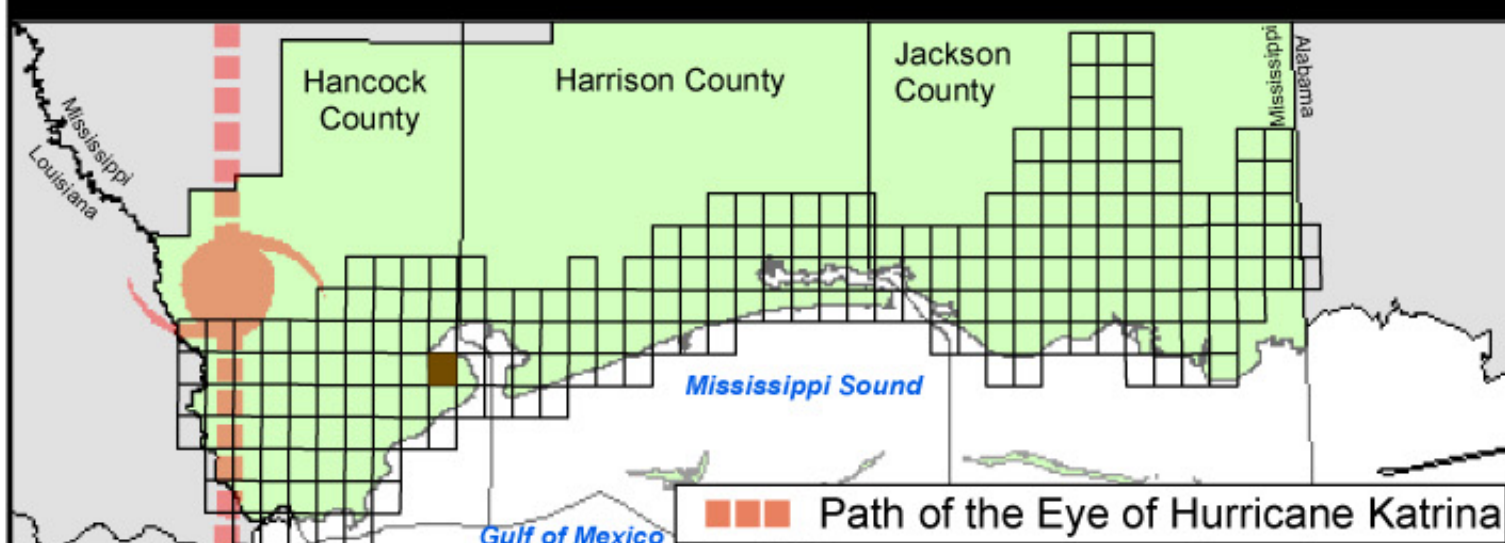 Hancock
County
Harrison County
Jackson
County
Mississippi
Alabama
Mississippi
Louisiana
Mississippi Sound
Path of the Eye of Hurricane Katrina
Gulf of Mexico